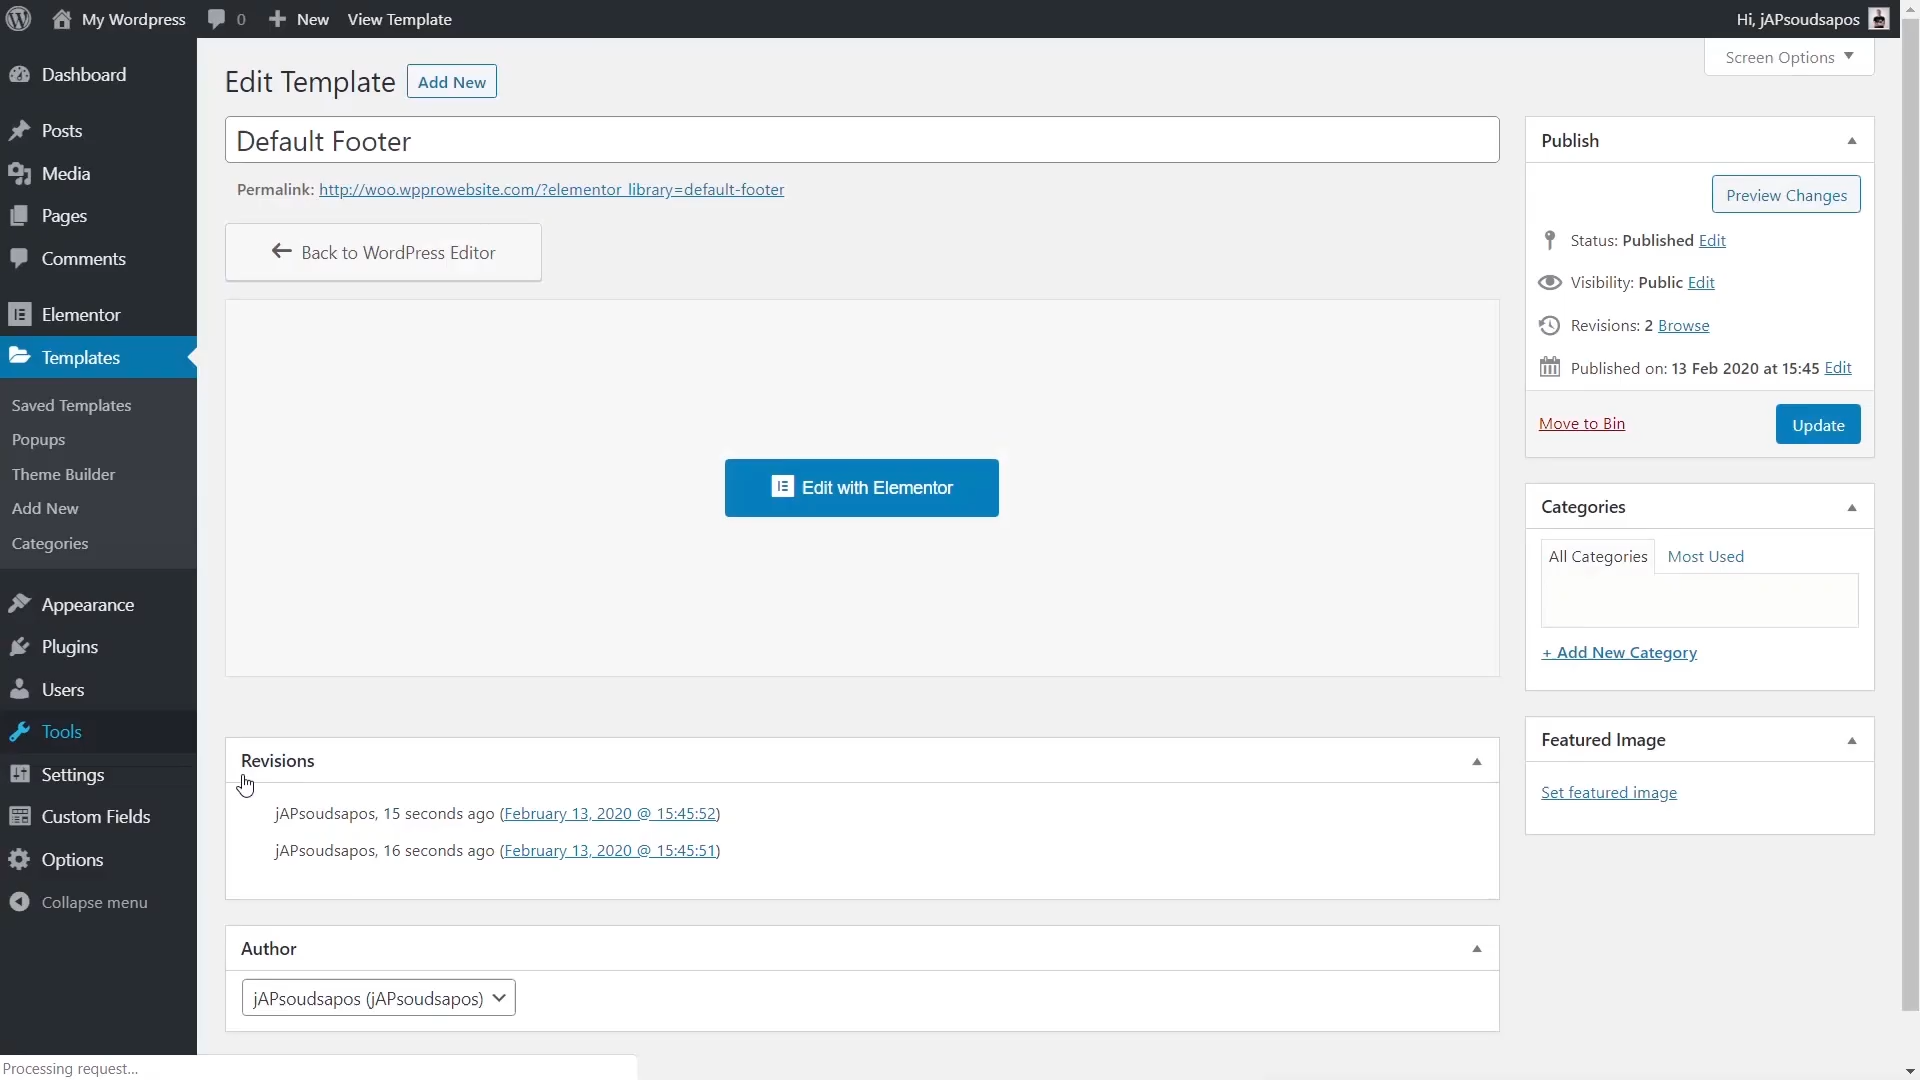 My Wordpress
0
New
View Template
Hi, jAPsoudsapos
Screen Options
Dashboard
Posts
Media
Pages
Comments
Elementor
Templates
Saved Templates
Popups
Theme Builder
Add New
Categories
Appearance
Plugins
Users
Tools
Settings
Custom Fields
Options
Collapse menu
Edit Template
Add New
Default Footer
Permalink: http://woo.wpprowebsite.com/?elementor_library=default-footer
Back to WordPress Editor
Edit with Elementor
Revisions
jAPsoudsapos, 15 seconds ago (February 13, 2020 @ 15:45:52)
jAPsoudsapos, 16 seconds ago (February 13, 2020 @ 15:45:51)
Author
jAPsoudsapos (jAPsoudsapos)
Publish
Preview Changes
Status: Published Edit
Visibility: Public Edit
Revisions: 2 Browse
Published on: 13 Feb 2020 at 15:45 Edit
Move to Bin
Update
Categories
All Categories
Most Used
+ Add New Category
Featured Image
Set featured image
Processing request...